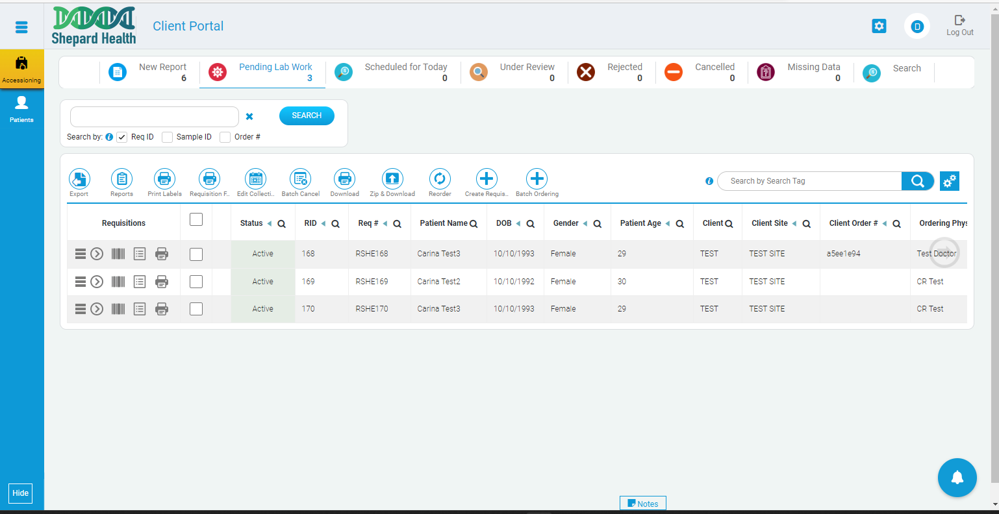 Shepard Health
Client Portal
D
Log Out
Accessioning
Patients
New Report 6
Pending Lab Work 3
Scheduled for Today 0
Under Review 0
Rejected 0
Cancelled 0
Missing Data 0
Search
SEARCH
Search by: Req ID Sample ID Order #
Export Reports Print Labels Requisition F.. Edit Collecti.. Batch Cancel Download Zip & Download Reorder Create Requis.. Batch Ordering
Search by Search Tag
Requisitions Status RID Req # Patient Name DOB Gender Patient Age Client Client Site Client Order # Ordering Phys
Active 168 RSHE168 Carina Test3 10/10/1993 Female 29 TEST TEST SITE a5ee1e94 Test Doctor
Active 169 RSHE169 Carina Test2 10/10/1992 Female 30 TEST TEST SITE CR Test
Active 170 RSHE170 Carina Test3 10/10/1993 Female 29 TEST TEST SITE CR Test
Hide
Notes